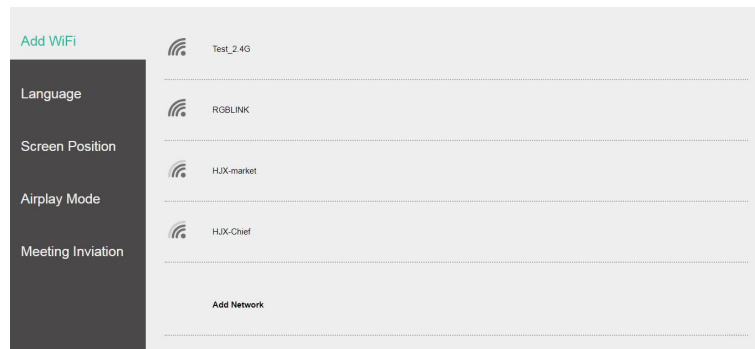 Add WiFi
Language
Screen Position
Airplay Mode
Meeting Inviation
Test_2.4G
RGBLINK
HJX-market
HJX-Chief
Add Network